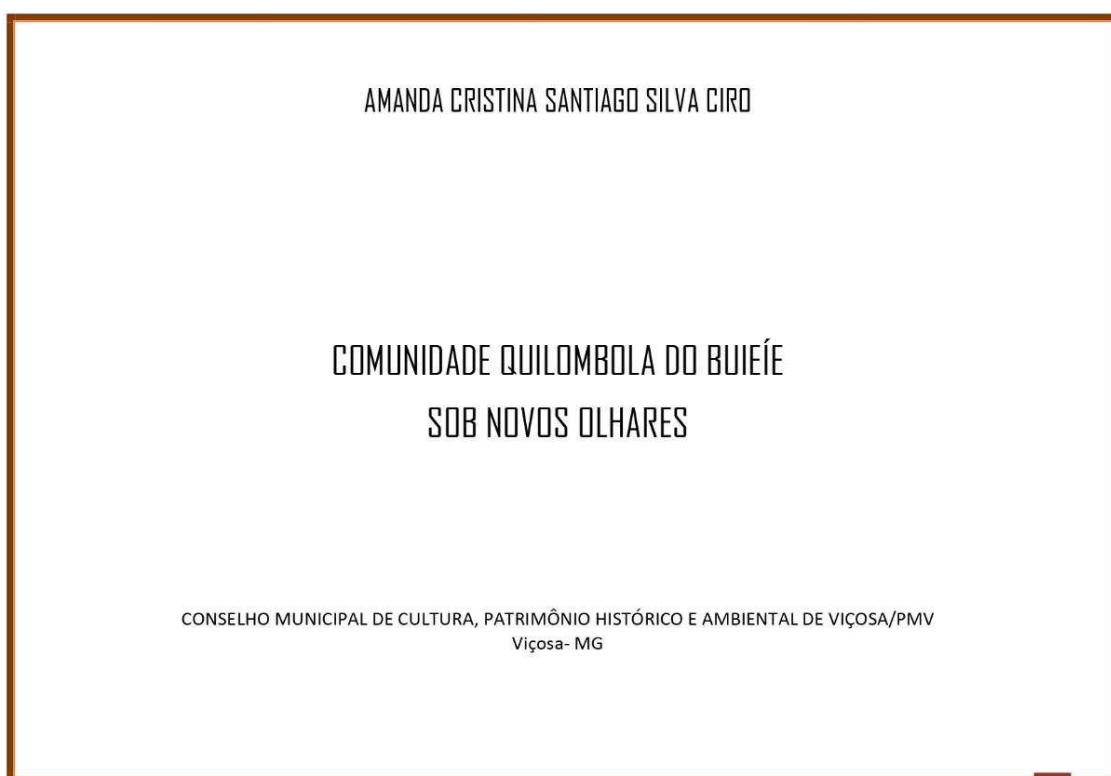 AMANDA CRISTINA SANTIAGO SILVA CIRO
COMUNIDADE QUILOMBOLA DO BUIEÍE
SOB NOVOS OLHARES
CONSELHO MUNICIPAL DE CULTURA, PATRIMÔNIO HISTÓRICO E AMBIENTAL DE VIÇOSA/PMV
Viçosa- MG